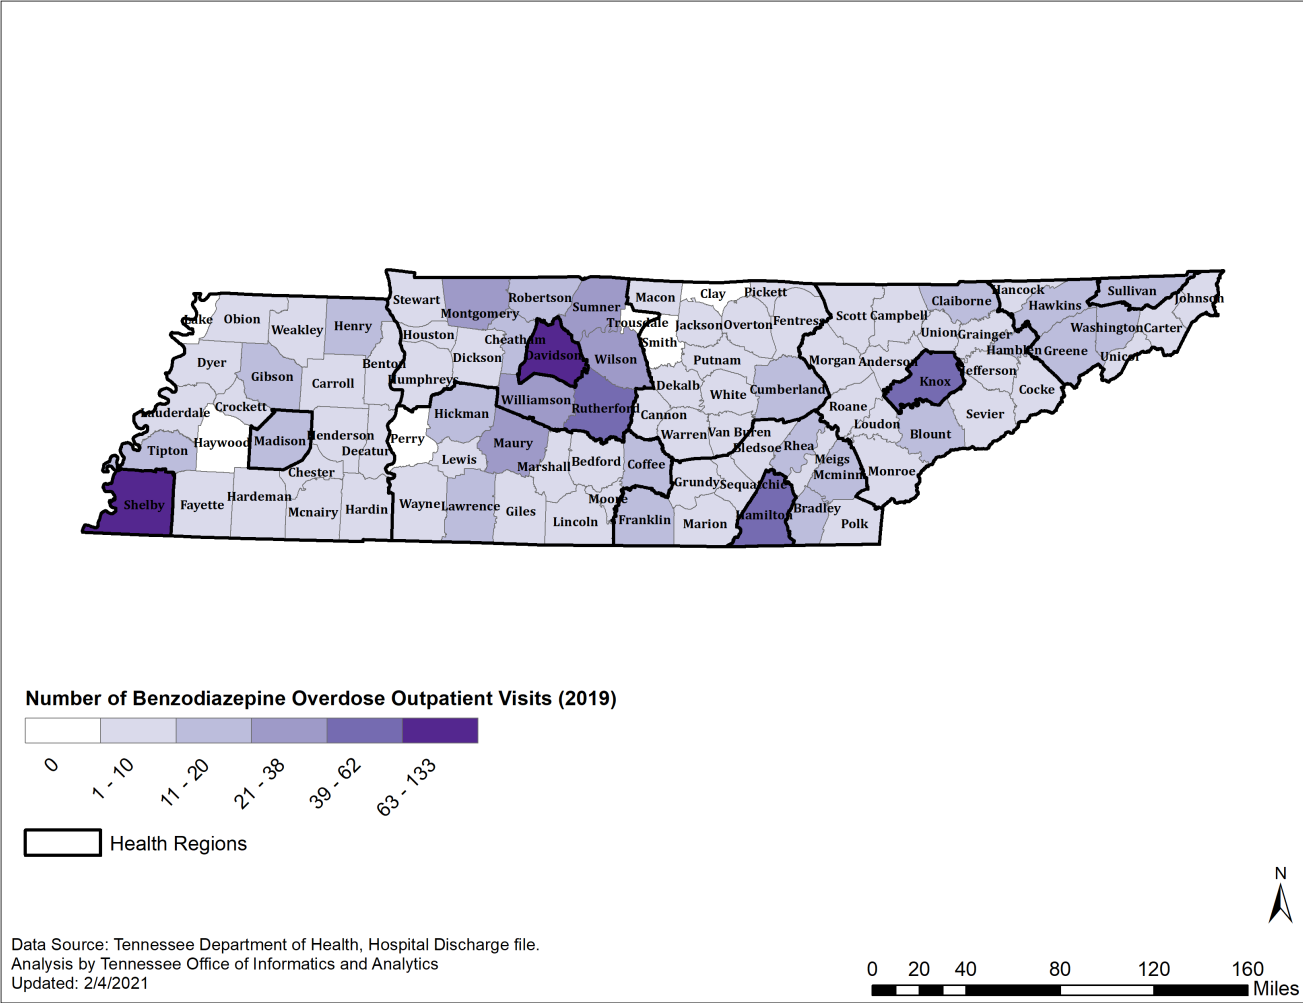 Stewart
Montgomery
Robertson
Sumner
Macon
Clay
Pickett
Hancock
Sullivan
Johnson
Lake
Obion
Weakley
Henry
Houston
Cheatham
Trousdale
Smith
Jackson
Overton
Fentress
Scott
Campbell
Claiborne
Union
Grainger
Hawkins
Washington
Carter
Dyer
Gibson
Carroll
Benton
Humphreys
Dickson
Davidson
Wilson
Putnam
Morgan
Anderson
Knox
Hamblen
Jefferson
Greene
Unicoi
Lauderdale
Crockett
Haywood
Madison
Henderson
Decatur
Perry
Hickman
Williamson
Rutherford
Dekalb
Cannon
White
Cumberland
Roane
Loudon
Blount
Sevier
Cocke
Tipton
Chester
Lewis
Maury
Marshall
Bedford
Coffee
Warren
Van Buren
Bledsoe
Rhea
Meigs
Mcminn
Monroe
Shelby
Fayette
Hardeman
Mcnairy
Hardin
Wayne
Lawrence
Giles
Lincoln
Moore
Franklin
Grundy
Sequatchie
Marion
Hamilton
Bradley
Polk
Number of Benzodiazepine Overdose Outpatient Visits (2019)
0
1 - 10
11 - 20
21 - 38
39 - 62
63 - 133
Health Regions
N
Data Source: Tennessee Department of Health, Hospital Discharge file.
Analysis by Tennessee Office of Informatics and Analytics
Updated: 2/4/2021
0 20 40 80 120 160
Miles